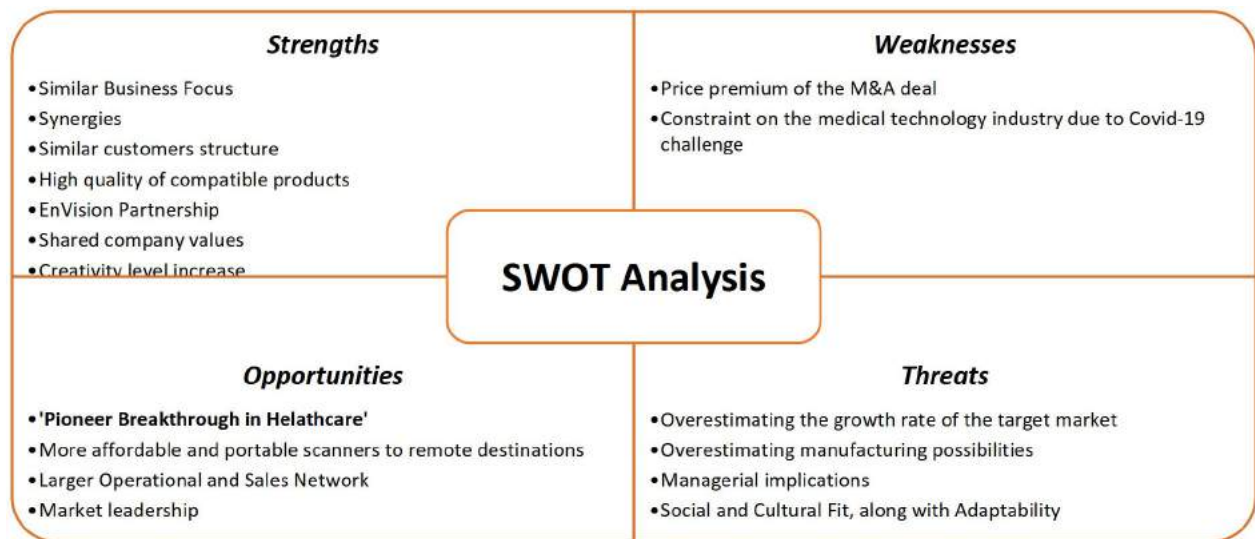 Strengths
•Similar Business Focus
•Synergies
•Similar customers structure
•High quality of compatible products
•EnVision Partnership
•Shared company values
•Creativity level increase
Weaknesses
•Price premium of the M&A deal
•Constraint on the medical technology industry due to Covid-19
challenge
SWOT Analysis
Opportunities
•'Pioneer Breakthrough in Helathcare'
•More affordable and portable scanners to remote destinations
•Larger Operational and Sales Network
•Market leadership
Threats
•Overestimating the growth rate of the target market
•Overestimating manufacturing possibilities
•Managerial implications
•Social and Cultural Fit, along with Adaptability